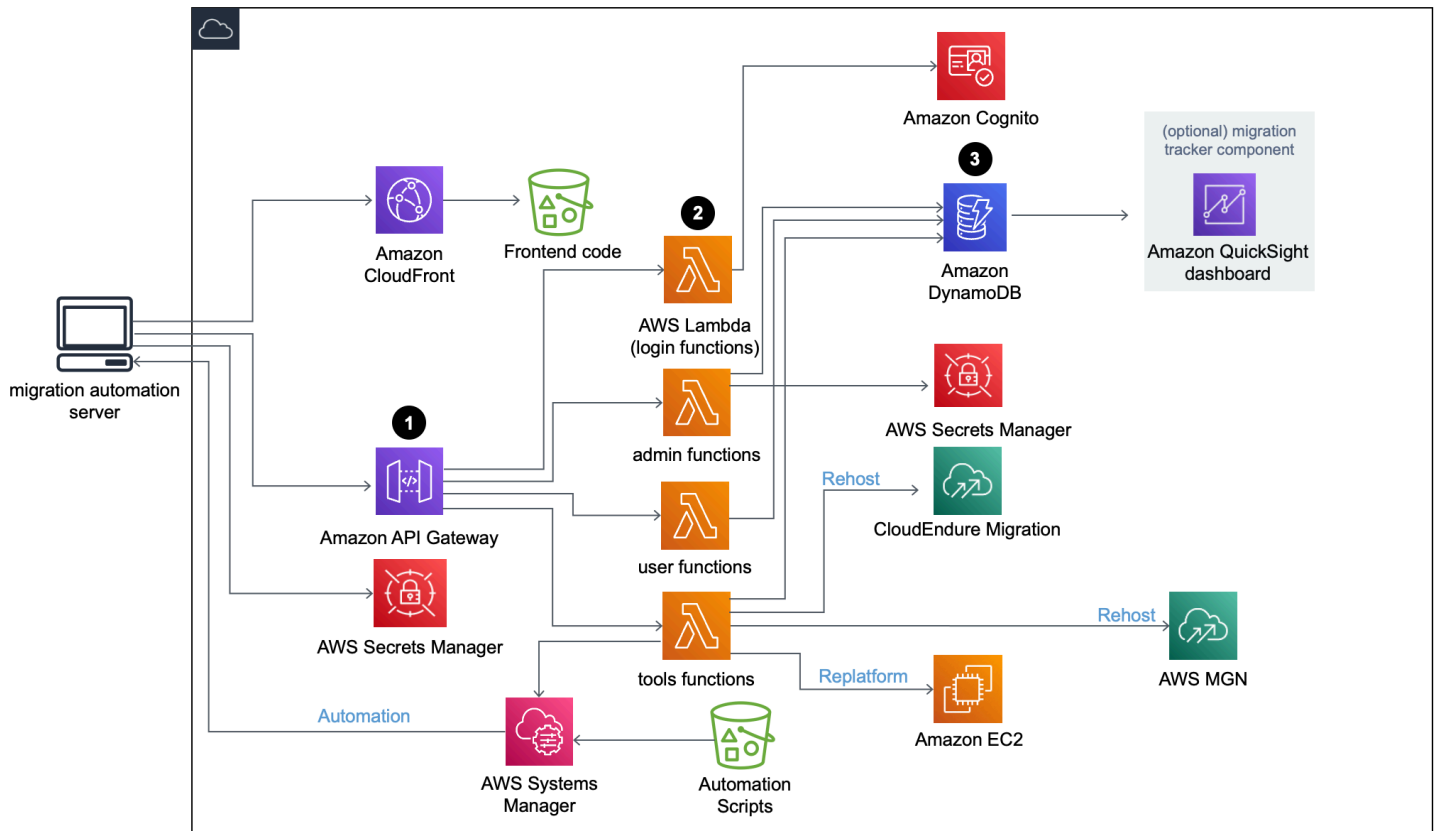 Amazon Cognito
(optional) migration
tracker component
3
Amazon QuickSight
dashboard
Amazon
DynamoDB
2
Amazon
CloudFront
Frontend code
AWS Lambda
(login functions)
migration automation
server
1
admin functions
AWS Secrets Manager
Rehost
CloudEndure Migration
Amazon API Gateway
user functions
AWS Secrets Manager
Rehost
tools functions
Replatform
AWS MGN
Automation
Amazon EC2
AWS Systems
Manager
Automation
Scripts